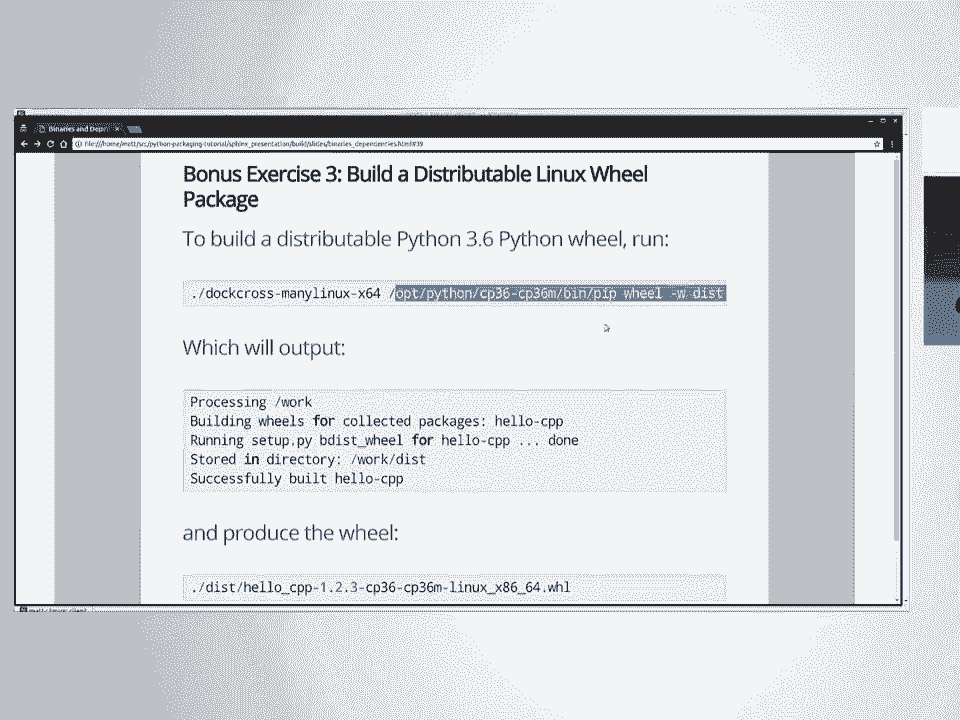 Binaries and Dep
file://home/matt/src/python-packaging-tutorial/sphinx_presentation/build/slides/binaries_dependencies.html#39
Bonus Exercise 3: Build a Distributable Linux Wheel
Package
To build a distributable Python 3.6 Python wheel, run:
./dockcross-manylinux-x64 /opt/python/cp36-cp36m/bin/pip wheel -w dist
Which will output:
Processing /work
Building wheels for collected packages: hello-cpp
Running setup.py bdist_wheel for hello-cpp ... done
Stored in directory: /work/dist
Successfully built hello-cpp
and produce the wheel:
./dist/hello_cpp-1.2.3-cp36-cp36m-linux_x86_64.whl